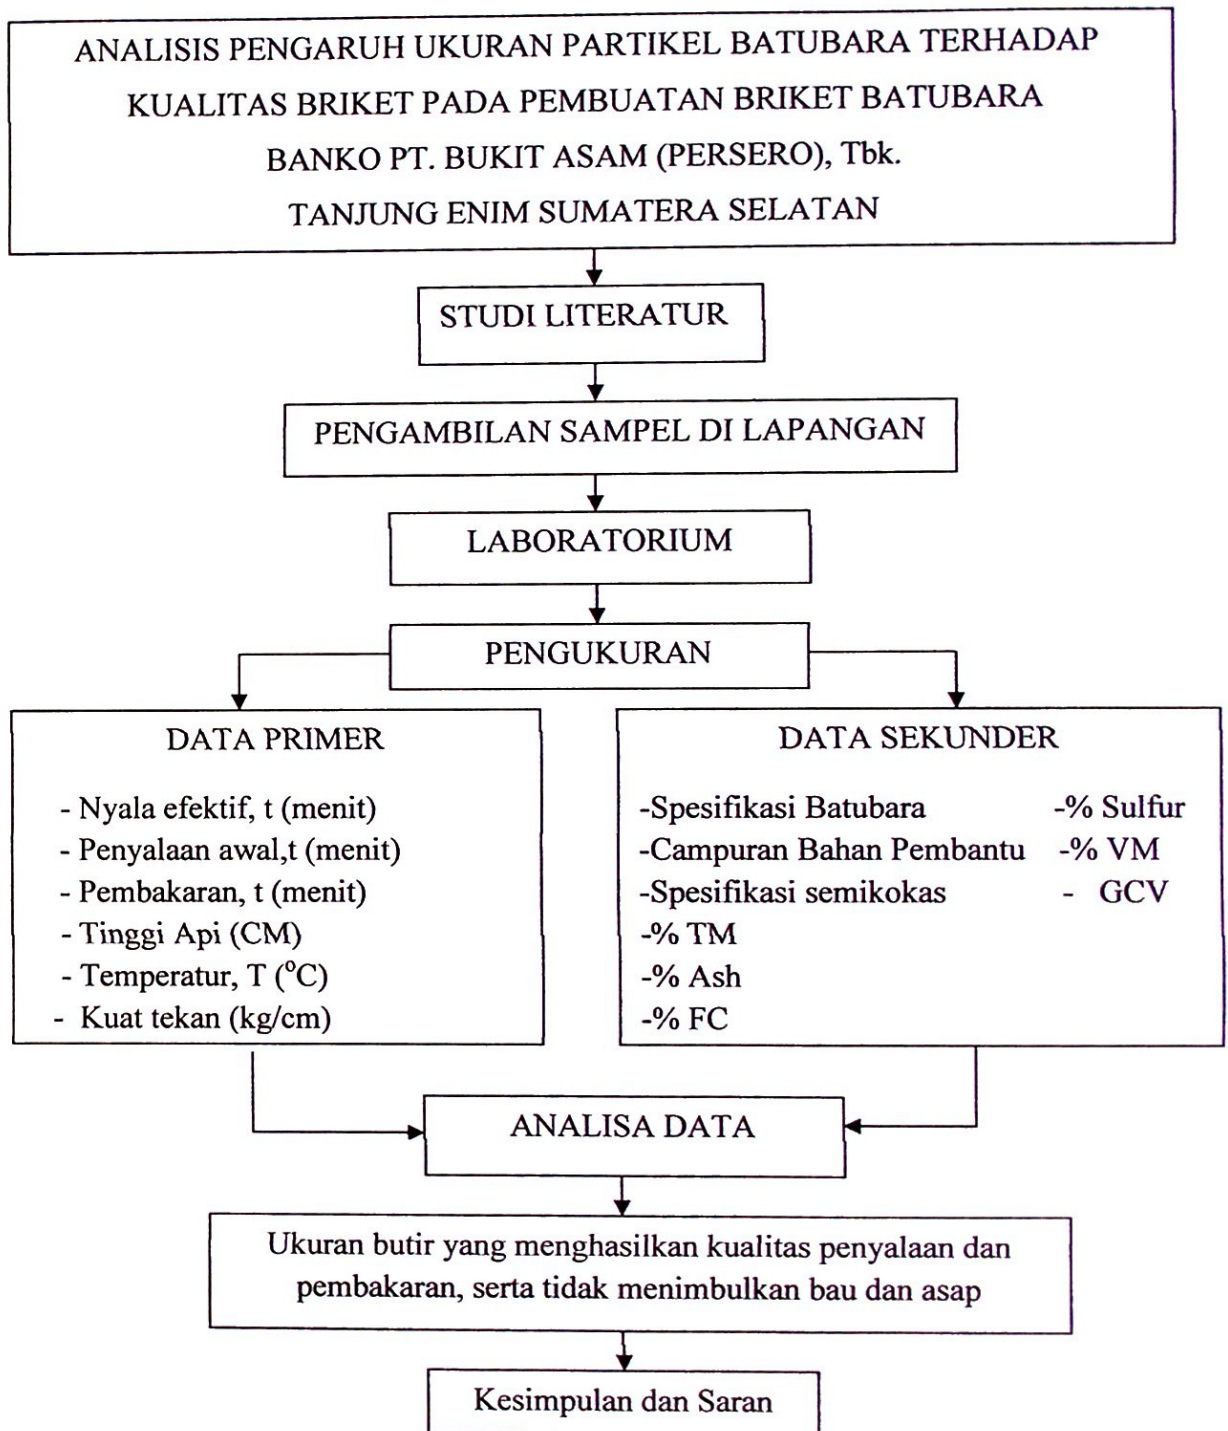 ANALISIS PENGARUH UKURAN PARTIKEL BATUBARA TERHADAP
KUALITAS BRIKET PADA PEMBUATAN BRIKET BATUBARA
BANKO PT. BUKIT ASAM (PERSERO), Tbk.
TANJUNG ENIM SUMATERA SELATAN
STUDI LITERATUR
PENGAMBILAN SAMPEL DI LAPANGAN
LABORATORIUM
PENGUKURAN
DATA PRIMER
- Nyala efektif, t (menit)
- Penyalaan awal,t (menit)
- Pembakaran, t (menit)
- Tinggi Api (CM)
- Temperatur, T (°C)
- Kuat tekan (kg/cm)
DATA SEKUNDER
-Spesifikasi Batubara -% Sulfur
-Campuran Bahan Pembantu -% VM
-Spesifikasi semikokas - GCV
-% TM
-% Ash
-% FC
ANALISA DATA
Ukuran butir yang menghasilkan kualitas penyalaan dan
pembakaran, serta tidak menimbulkan bau dan asap
Kesimpulan dan Saran